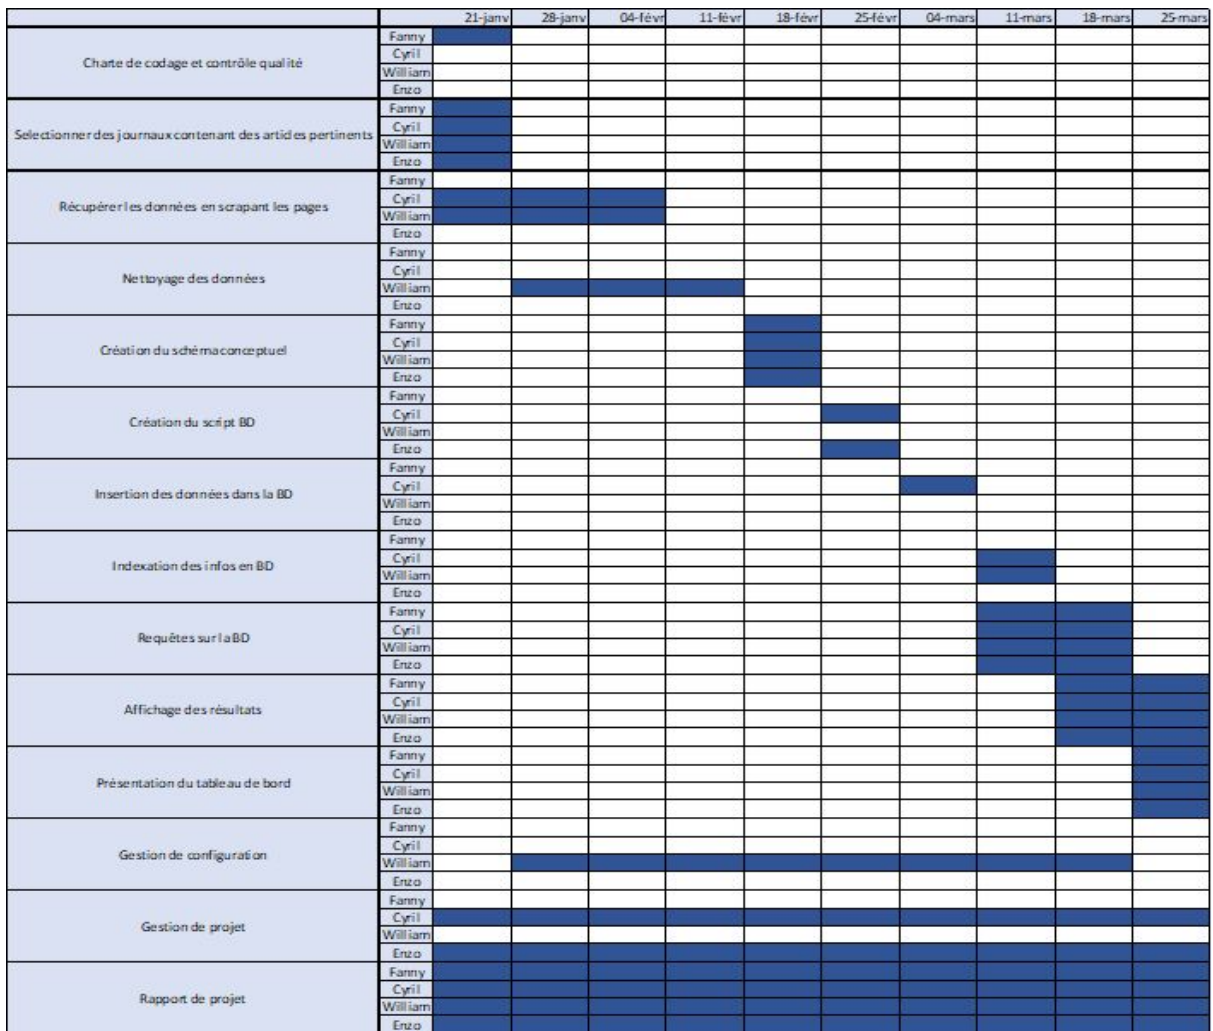 21-janv 28-janv 04-févr 11-févr 18-févr 25-févr 04-mars 11-mars 18-mars 25-mars
Charte de codage et contrôle qualité
Fanny
Cyril
William
Enzo
Selectionner des journaux contenant des articles pertinents
Fanny
Cyril
William
Enzo
Récupérer les données en scrapant les pages
Fanny
Cyril
William
Enzo
Nettoyage des données
Fanny
Cyril
William
Enzo
Création du schéma conceptuel
Fanny
Cyril
William
Enzo
Création du script BD
Fanny
Cyril
William
Enzo
Insertion des données dans la BD
Fanny
Cyril
William
Enzo
Indexation des infos en BD
Fanny
Cyril
William
Enzo
Requêtes sur la BD
Fanny
Cyril
William
Enzo
Affichage des résultats
Fanny
Cyril
William
Enzo
Présentation du tableau de bord
Fanny
Cyril
William
Enzo
Gestion de configuration
Fanny
Cyril
William
Enzo
Gestion de projet
Fanny
Cyril
William
Enzo
Rapport de projet
Fanny
Cyril
William
Enzo